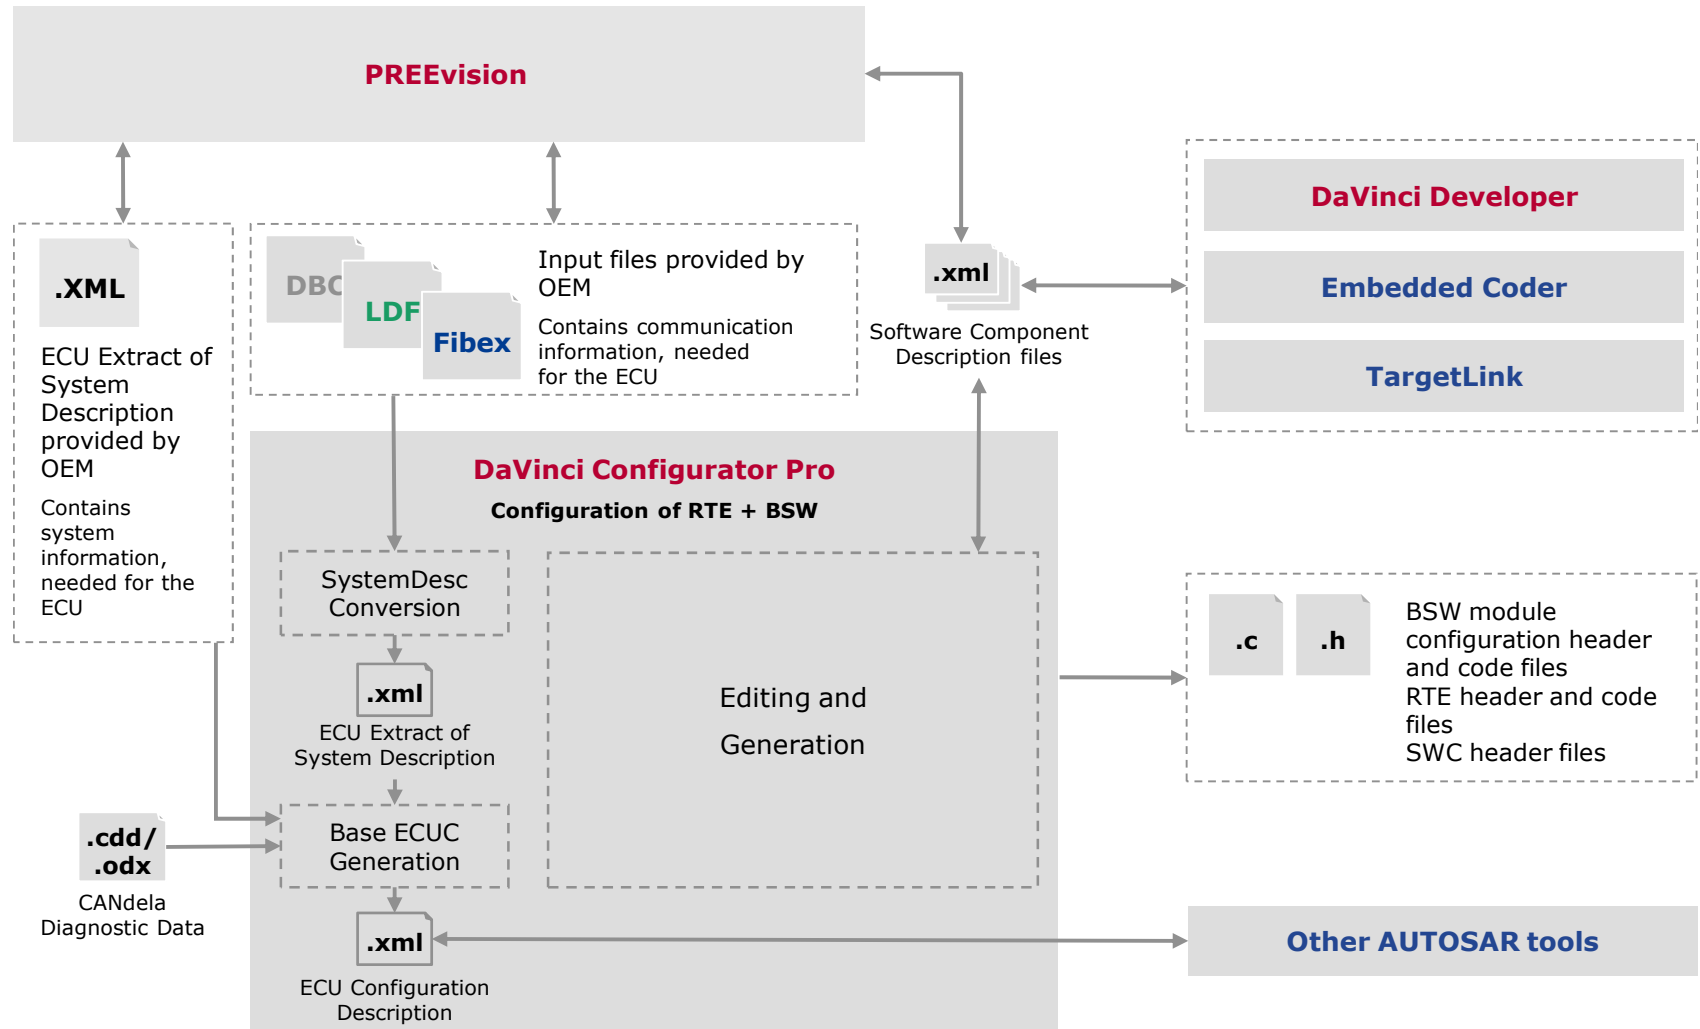 PREEvision
.XML
ECU Extract of
System
Description
provided by
OEM
Contains
system
information,
needed for the
ECU
DBC
LDF
Fibex
Input files provided by
OEM
Contains communication
information, needed
for the ECU
.xml
Software Component
Description files
DaVinci Developer
Embedded Coder
TargetLink
DaVinci Configurator Pro
Configuration of RTE + BSW
SystemDesc
Conversion
.xml
ECU Extract of
System Description
Base ECUC
Generation
.xml
ECU Configuration
Description
Editing and
Generation
.cdd/
.odx
CANdela
Diagnostic Data
.c
.h
BSW module
configuration header
and code files
RTE header and code
files
SWC header files
Other AUTOSAR tools